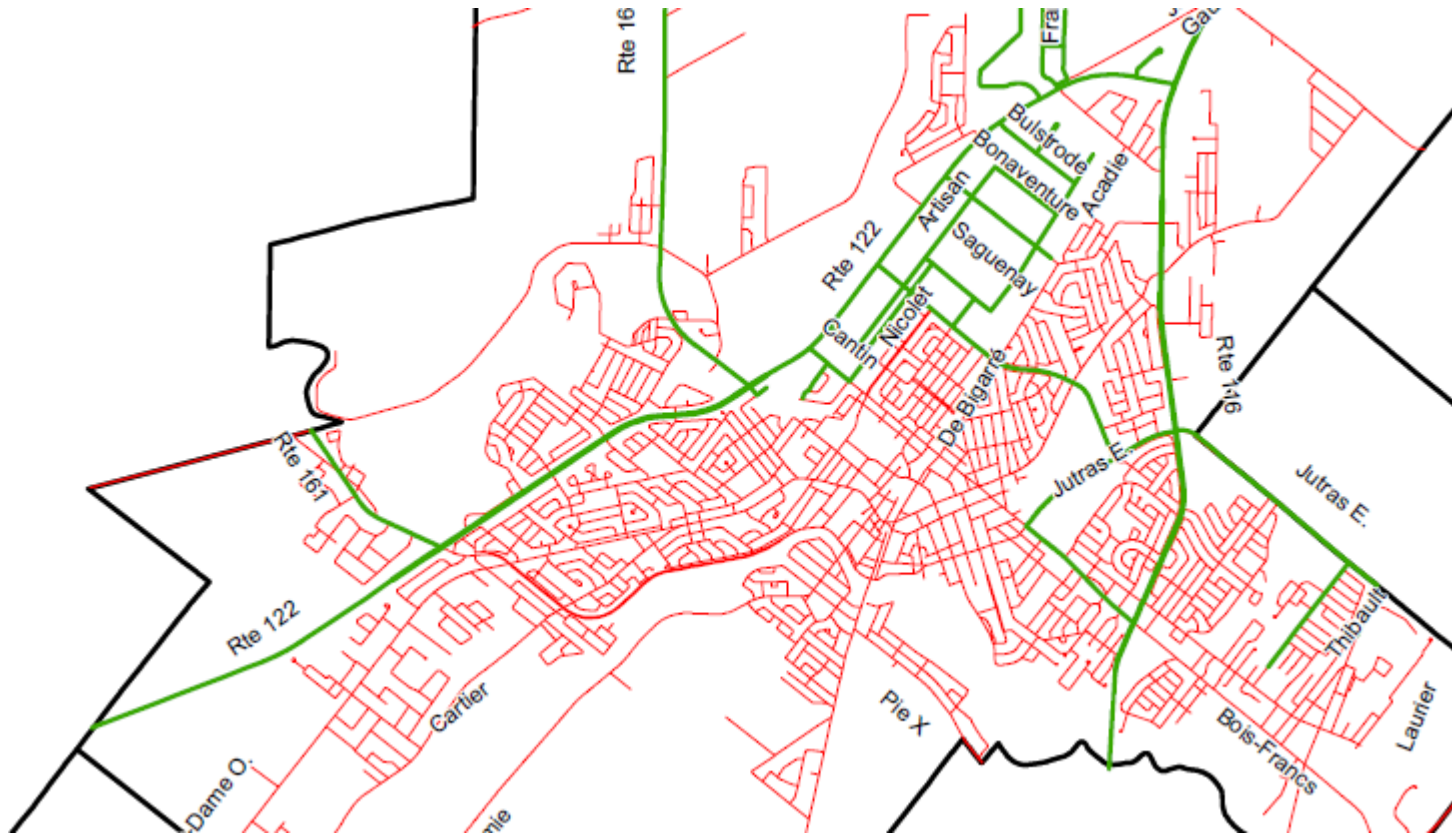 Rte 16
Fra
Gau
Bulstrode
Bonaventure
Acadie
Artisan
Rte 122
Saguenay
Nicolet
Cantin
De Bigarré
Rte 146
Rte 161
Jutras E.
Jutras E.
Rte 122
Cartier
Thibault
Pie X
Laurier
Bois-Francs
-Dame O.
mie